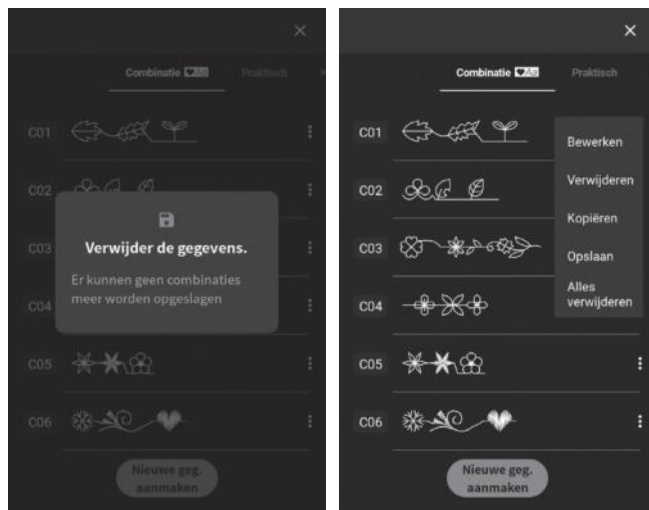 Combinatie
Praktisch
C01
C02
C03
Verwijder de gegevens.
Er kunnen geen combinaties
meer worden opgeslagen
C04
C05
C06
Nieuwe geg.
aanmaken
Combinatie
Praktisch
C01
Bewerken
C02
Verwijderen
Kopiëren
C03
Opslaan
Alles
verwijderen
C04
C05
C06
Nieuwe geg.
aanmaken